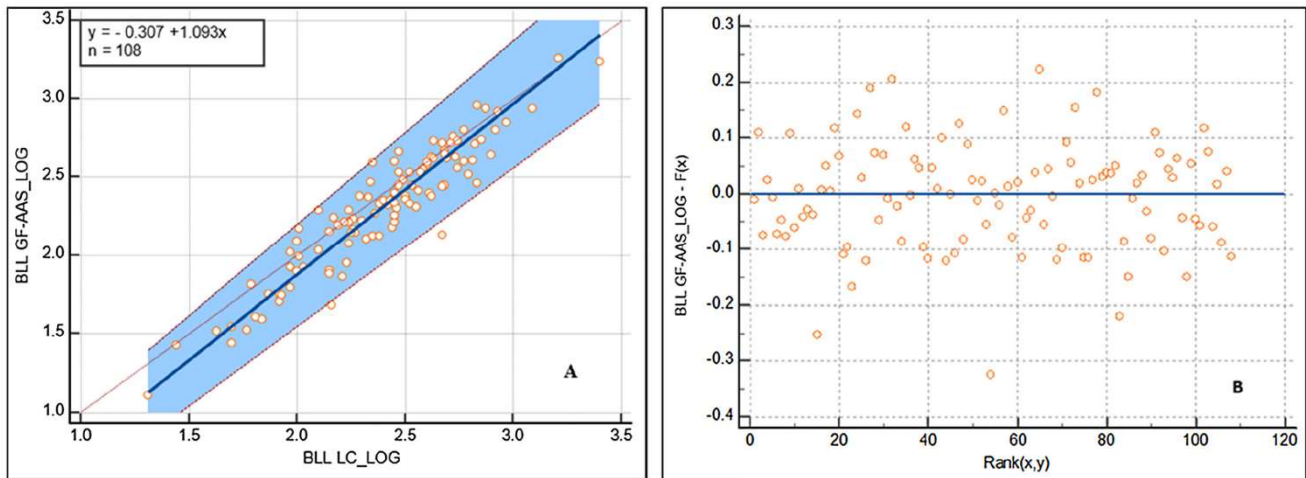 y = - 0.307 +1.093x
n = 108
3.5
3.0
2.5
2.0
1.5
1.0
BLL GF-AAS_LOG
A
1.0 1.5 2.0 2.5 3.0 3.5
BLL LC_LOG
0.3
0.2
0.1
0.0
-0.1
-0.2
-0.3
-0.4
BLL GF-AAS_LOG - F(x)
B
0 20 40 60 80 100 120
Rank(x,y)